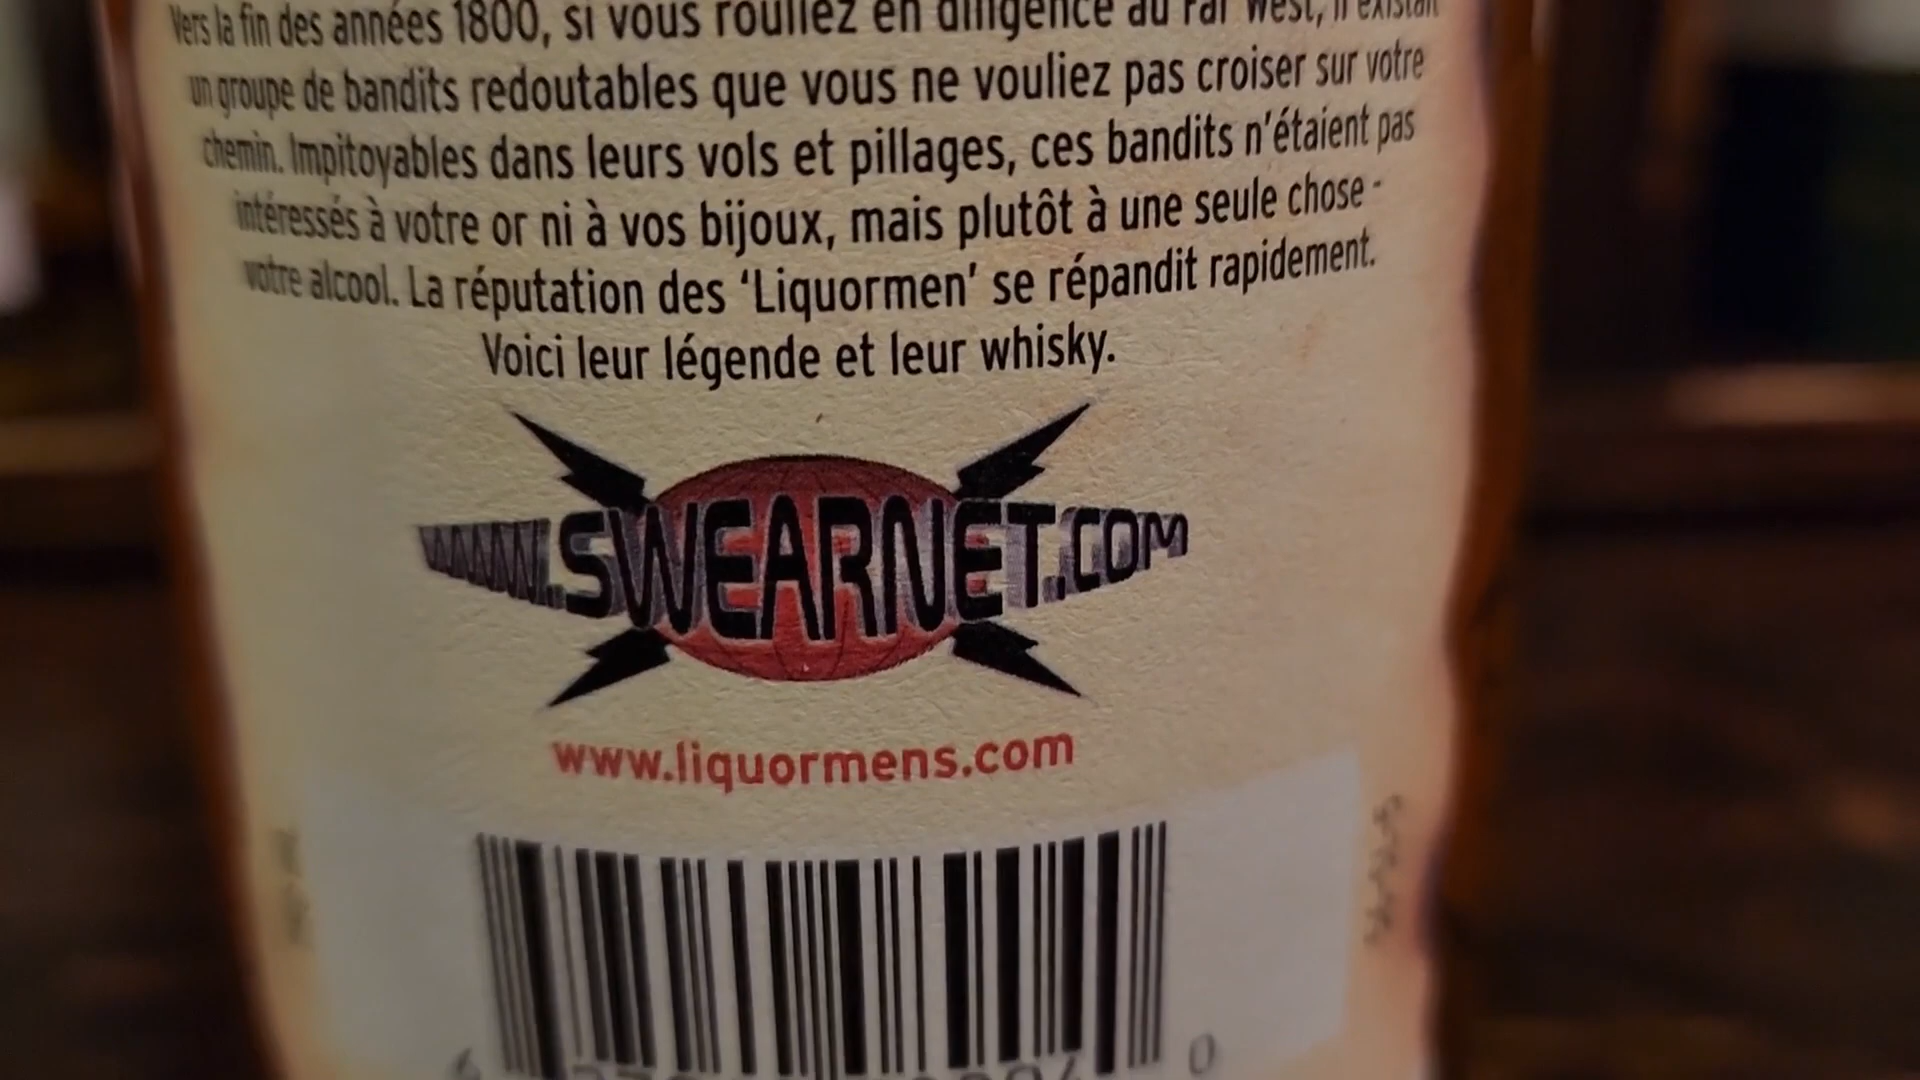 Vers la fin des années 1800, si vous rouliez en diligence au Far West, il existait
un groupe de bandits redoutables que vous ne vouliez pas croiser sur votre
chemin. Impitoyables dans leurs vols et pillages, ces bandits n'étaient pas
intéressés à votre or ni à vos bijoux, mais plutôt à une seule chose -
votre alcool. La réputation des 'Liquormen' se répandit rapidement.
Voici leur légende et leur whisky.
WWW.SWEARNET.COM
www.liquormens.com
0